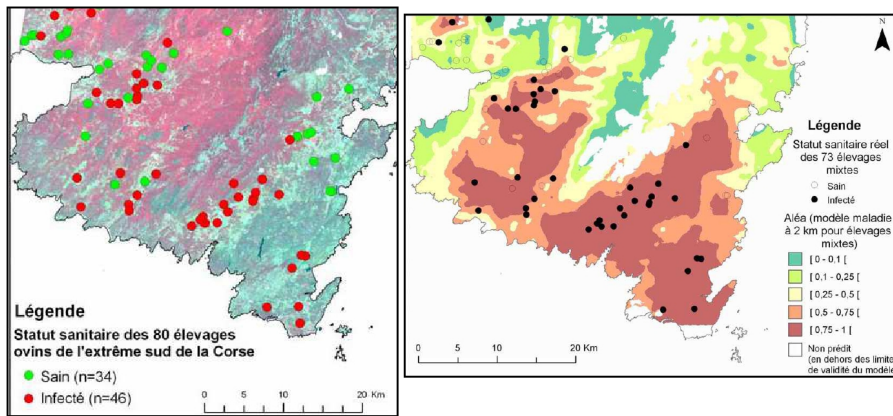 Légende
Statut sanitaire des 80 élevages
ovins de l'extrême sud de la Corse
Sain (n=34)
Infecté (n=46)
0 5 10 20 Km
N
Légende
Statut sanitaire réel
des 73 élevages
mixtes
Sain
Infecté
Aléa (modèle maladie
à 2 km pour élevages
mixtes)
[ 0 - 0,1 [
[ 0,1 - 0,25 [
[ 0,25 - 0,5 [
[ 0,5 - 0,75 [
[ 0,75 - 1 [
Non prédit
(en dehors des limite
de validité du modèle
0 5 10 20 Km